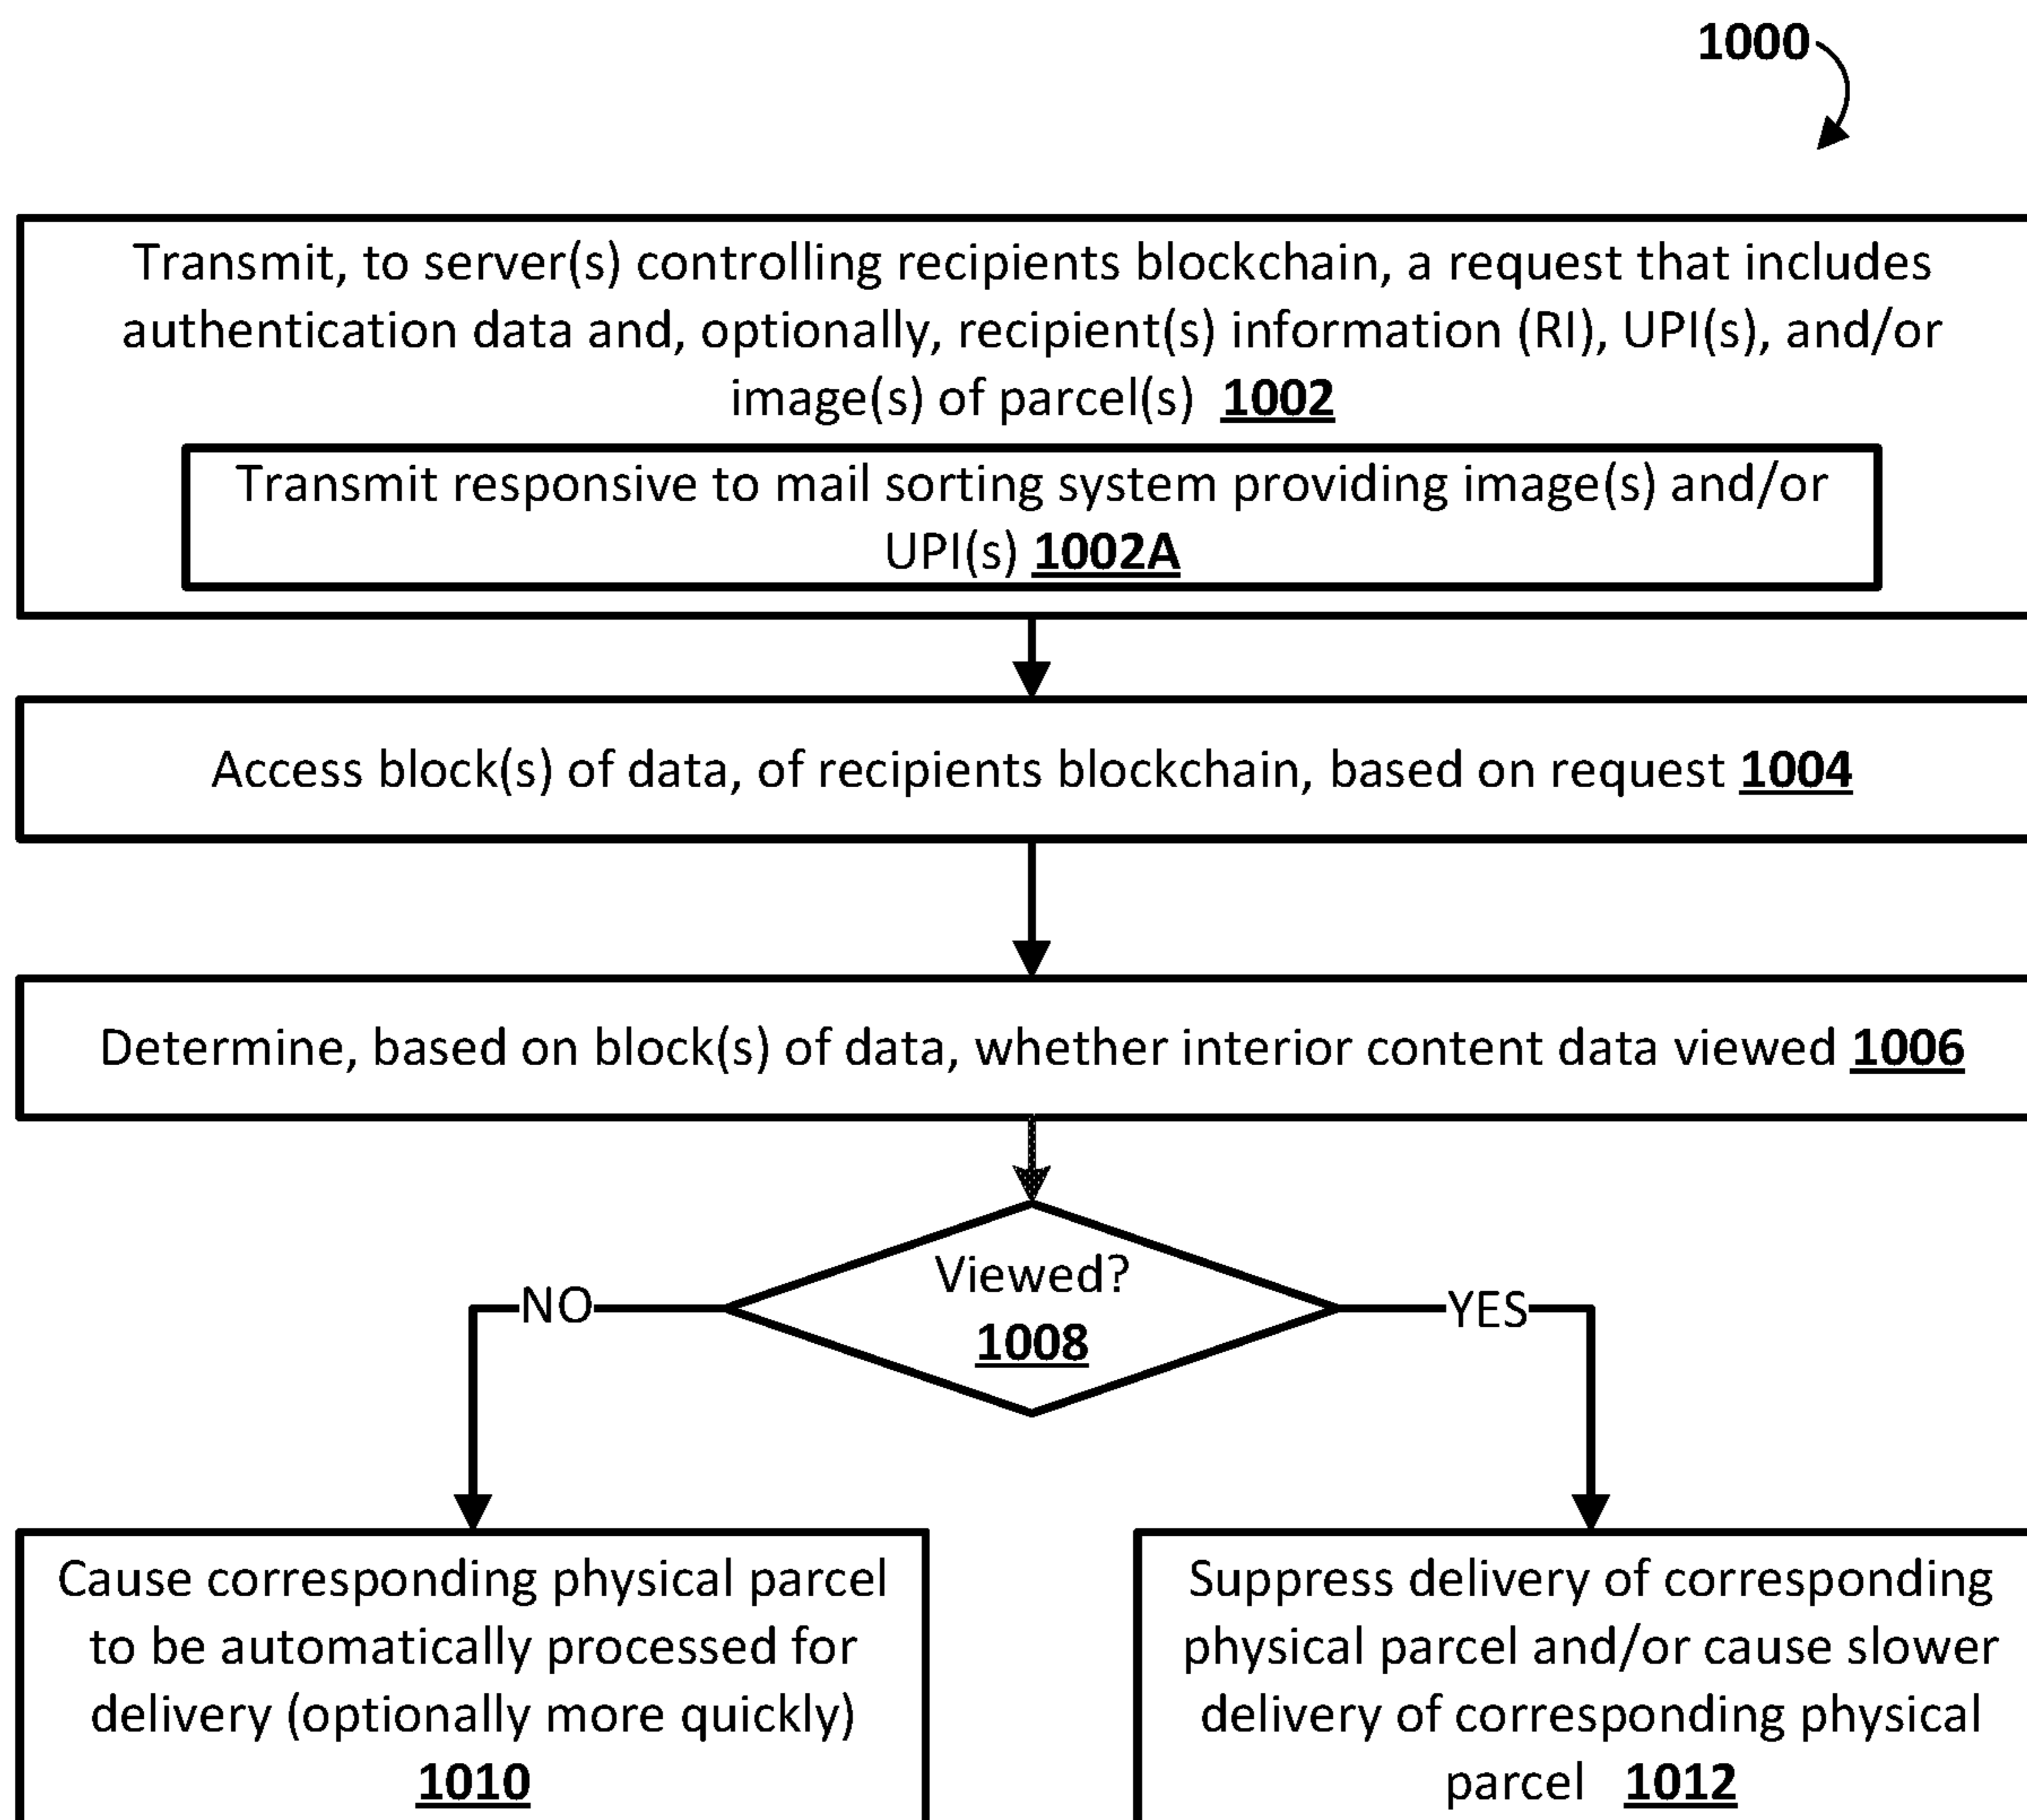 1000
Transmit, to server(s) controlling recipients blockchain, a request that includes
authentication data and, optionally, recipient(s) information (RI), UPI(s), and/or
image(s) of parcel(s) 1002
Transmit responsive to mail sorting system providing image(s) and/or
UPI(s) 1002A
Access block(s) of data, of recipients blockchain, based on request 1004
Determine, based on block(s) of data, whether interior content data viewed 1006
Viewed?
1008
NO
YES
Cause corresponding physical parcel
to be automatically processed for
delivery (optionally more quickly)
1010
Suppress delivery of corresponding
physical parcel and/or cause slower
delivery of corresponding physical
parcel 1012